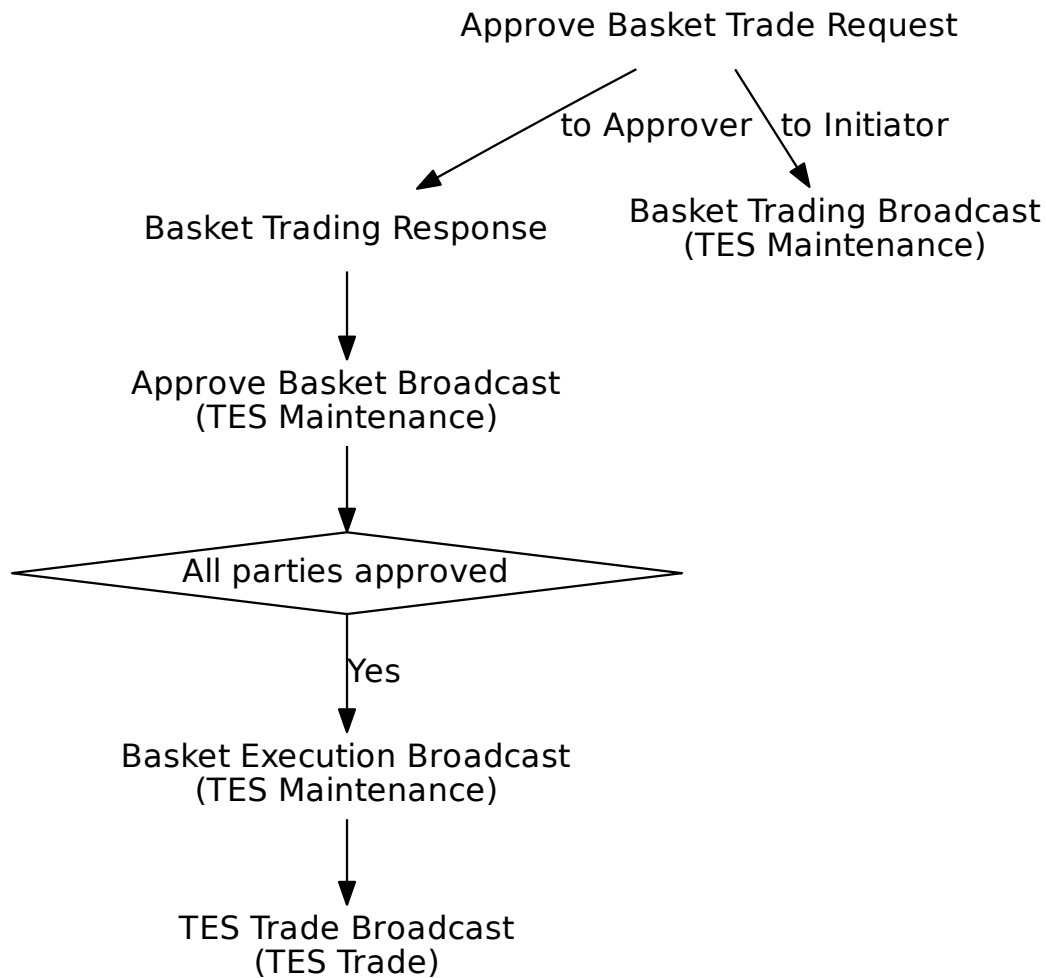 Approve Basket Trade Request
to Approver
to Initiator
Basket Trading Response
Basket Trading Broadcast
(TES Maintenance)
Approve Basket Broadcast
(TES Maintenance)
All parties approved
Yes
Basket Execution Broadcast
(TES Maintenance)
TES Trade Broadcast
(TES Trade)